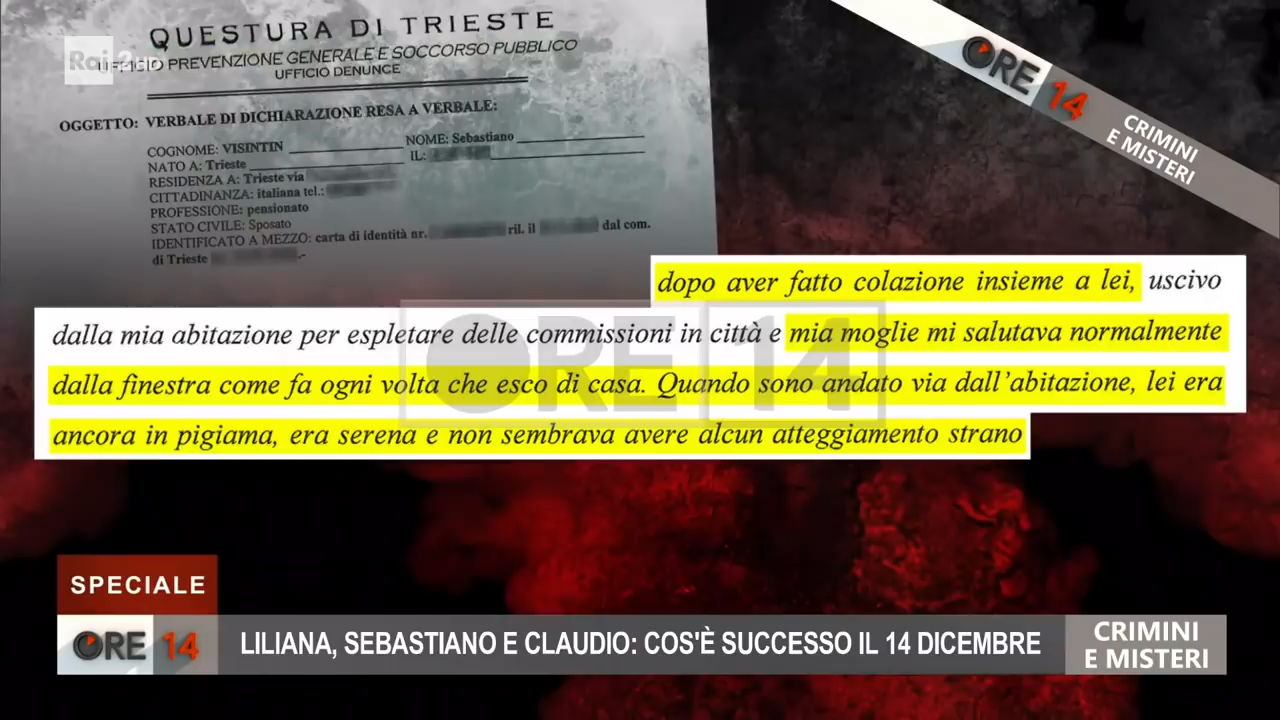 QUESTURA DI TRIESTE
Rai 2 HD
UFFICIO PREVENZIONE GENERALE E SOCCORSO PUBBLICO
UFFICIO DENUNCE
OGGETTO: VERBALE DI DICHIARAZIONE RESA A VERBALE:
COGNOME: VISINTIN NOME: Sebastiano
NATO A: Trieste IL:
RESIDENZA A: Trieste via
CITTADINANZA: italiana tel.:
PROFESSIONE: pensionato
STATO CIVILE: Sposato
IDENTIFICATO A MEZZO: carta di identità nr. ril. il dal com.
di Trieste .-
ORE 14
CRIMINI
E MISTERI
dopo aver fatto colazione insieme a lei, uscivo
dalla mia abitazione per espletare delle commissioni in città e mia moglie mi salutava normalmente
dalla finestra come fa ogni volta che esco di casa. Quando sono andato via dall'abitazione, lei era
ancora in pigiama, era serena e non sembrava avere alcun atteggiamento strano
ORE 14
SPECIALE
ORE 14
LILIANA, SEBASTIANO E CLAUDIO: COS'È SUCCESSO IL 14 DICEMBRE
CRIMINI
E MISTERI